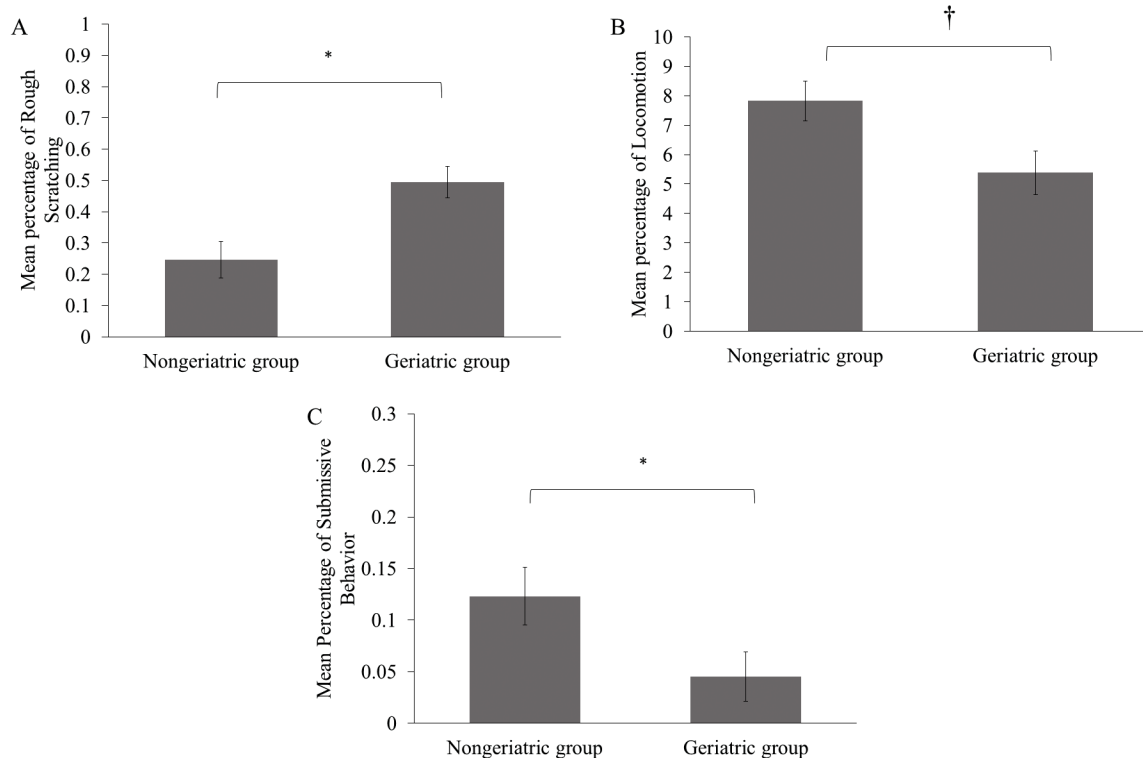 A
Mean percentage of Rough
Scratching
1
0.9
0.8
0.7
0.6
0.5
0.4
0.3
0.2
0.1
0
*
Nongeriatric group
Geriatric group
B
Mean percentage of Locomotion
10
9
8
7
6
5
4
3
2
1
0
†
Nongeriatric group
Geriatric group
C
Mean Percentage of Submissive
Behavior
0.3
0.25
0.2
0.15
0.1
0.05
0
*
Nongeriatric group
Geriatric group